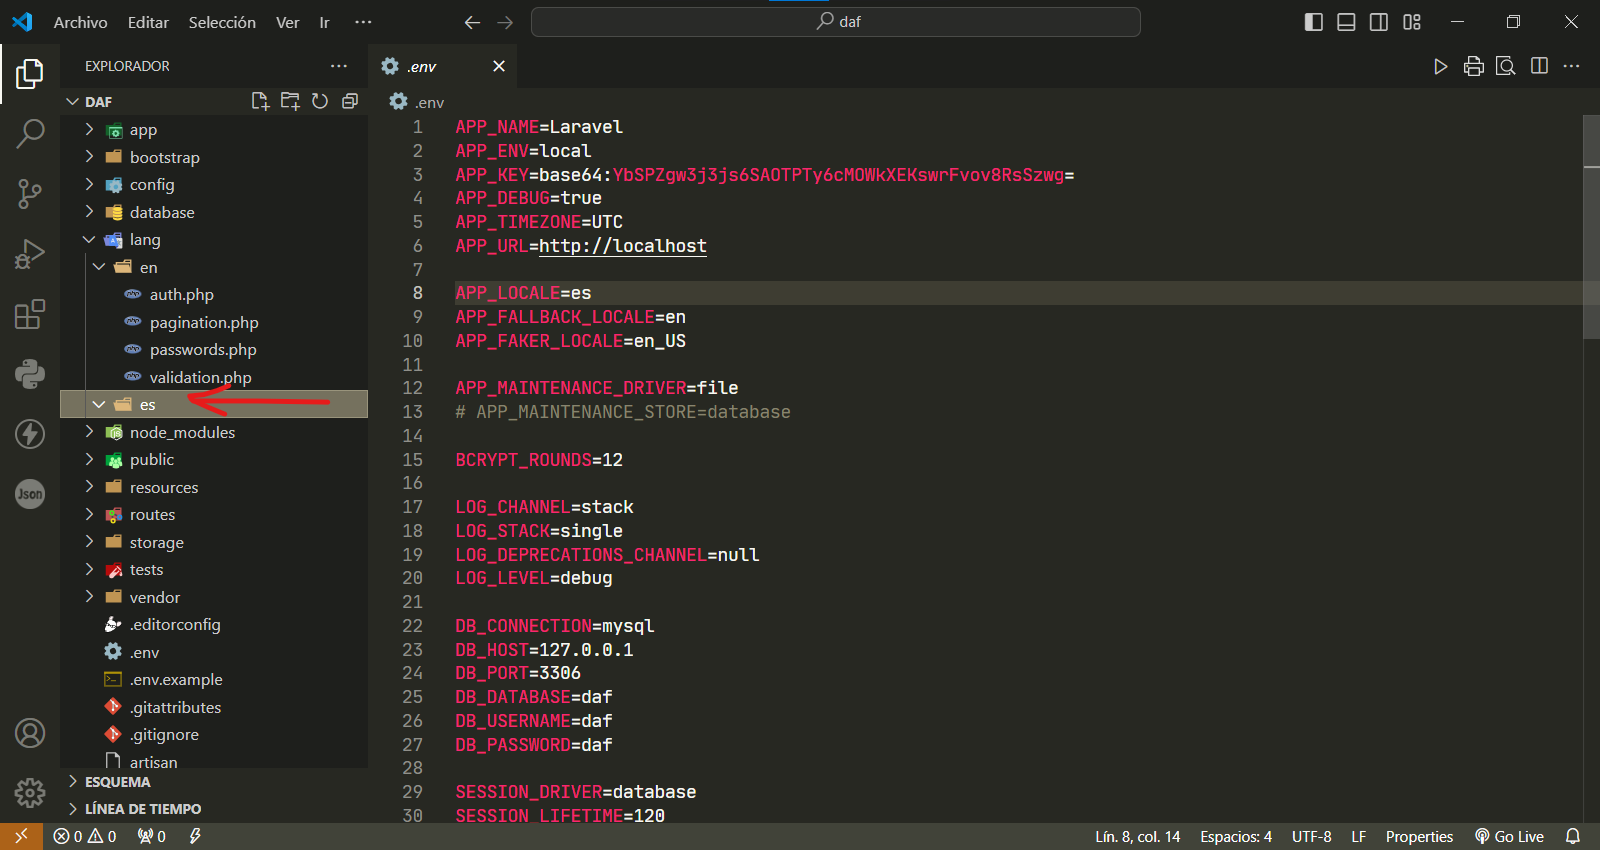 Archivo Editar Selección Ver Ir ···
daf
EXPLORADOR ···
DAF
app
bootstrap
config
database
lang
en
auth.php
pagination.php
passwords.php
validation.php
es
node_modules
public
resources
routes
storage
tests
vendor
.editorconfig
.env
.env.example
.gitattributes
.gitignore
artisan
ESQUEMA
LÍNEA DE TIEMPO
Json
.env
.env
1 APP_NAME=Laravel
2 APP_ENV=local
3 APP_KEY=base64:YbSPZgw3j3js6SAOTPTy6cMOWkXEKswrFvov8RsSzwg=
4 APP_DEBUG=true
5 APP_TIMEZONE=UTC
6 APP_URL=http://localhost
7
8 APP_LOCALE=es
9 APP_FALLBACK_LOCALE=en
10 APP_FAKER_LOCALE=en_US
11
12 APP_MAINTENANCE_DRIVER=file
13 # APP_MAINTENANCE_STORE=database
14
15 BCRYPT_ROUNDS=12
16
17 LOG_CHANNEL=stack
18 LOG_STACK=single
19 LOG_DEPRECATIONS_CHANNEL=null
20 LOG_LEVEL=debug
21
22 DB_CONNECTION=mysql
23 DB_HOST=127.0.0.1
24 DB_PORT=3306
25 DB_DATABASE=daf
26 DB_USERNAME=daf
27 DB_PASSWORD=daf
28
29 SESSION_DRIVER=database
30 SESSION_LIFETIME=120
0 0 0 Lín. 8, col. 14 Espacios: 4 UTF-8 LF Properties Go Live